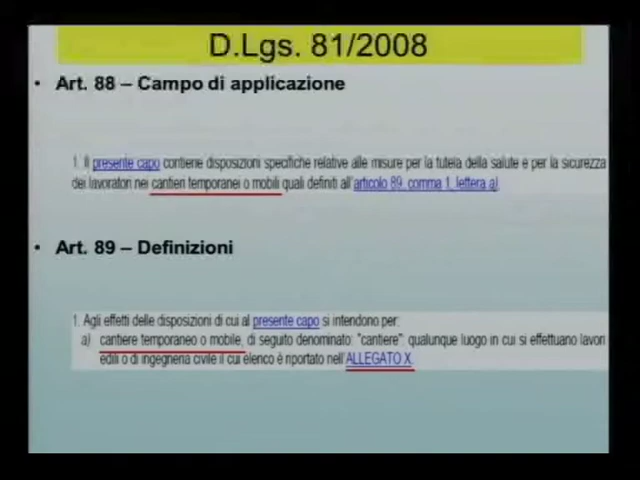 D.Lgs. 81/2008
• Art. 88 – Campo di applicazione
1. Il presente capo contiene disposizioni specifiche relative alle misure per la tutela della salute e per la sicurezza
dei lavoratori nei cantieri temporanei o mobili quali definiti all'articolo 89, comma 1, lettera a).
• Art. 89 – Definizioni
1. Agli effetti delle disposizioni di cui al presente capo si intendono per:
a) cantiere temporaneo o mobile, di seguito denominato: "cantiere": qualunque luogo in cui si effettuano lavori
edili o di ingegneria civile il cui elenco è riportato nell'ALLEGATO X.